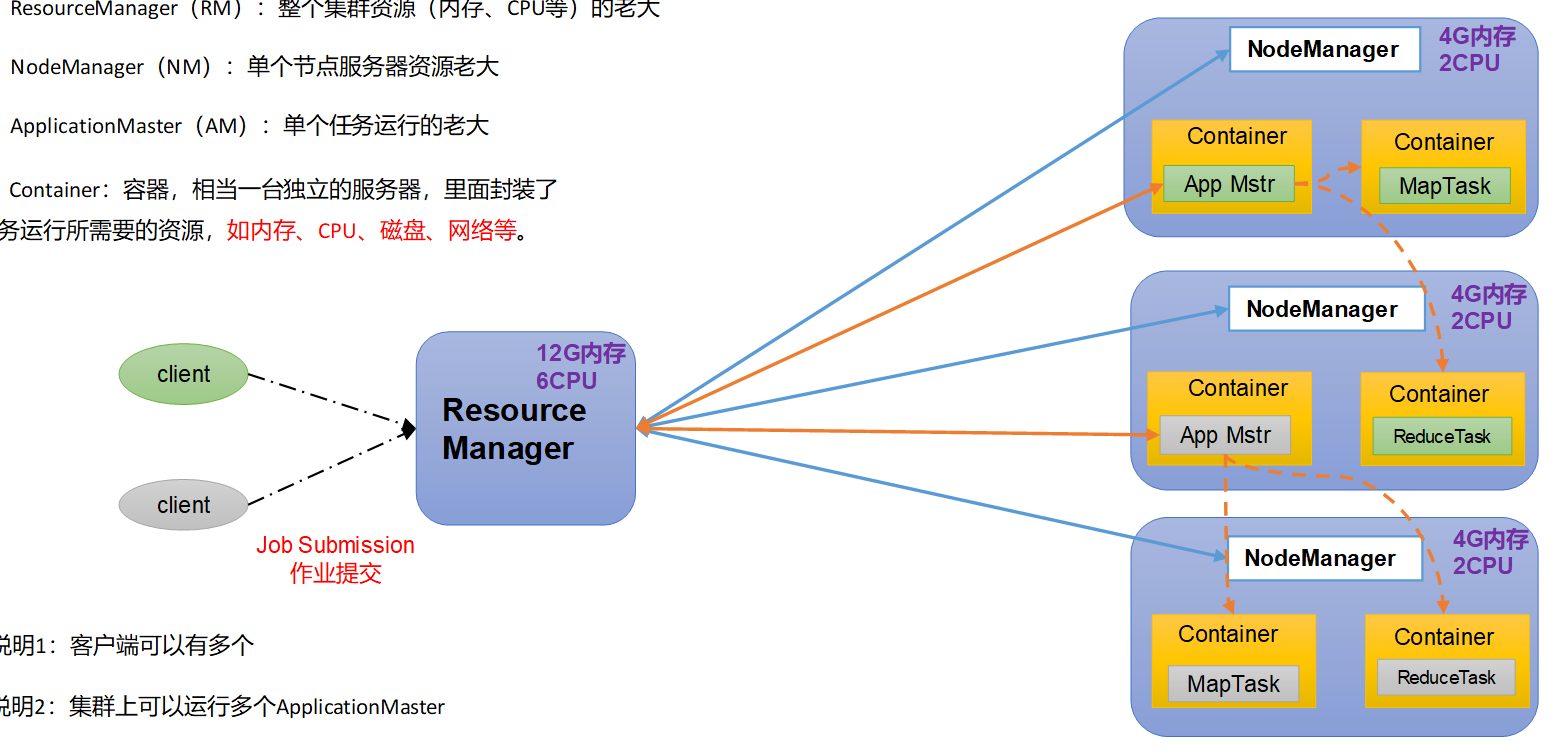 ResourceManager（RM）：整个集群资源（内存、CPU等）的老大
NodeManager（NM）：单个节点服务器资源老大
ApplicationMaster（AM）：单个任务运行的老大
Container：容器，相当一台独立的服务器，里面封装了
务运行所需要的资源，如内存、CPU、磁盘、网络等。
client
client
Job Submission
作业提交
12G内存
6CPU
Resource
Manager
NodeManager
4G内存
2CPU
Container
App Mstr
Container
MapTask
NodeManager
4G内存
2CPU
Container
App Mstr
Container
ReduceTask
NodeManager
4G内存
2CPU
Container
MapTask
Container
ReduceTask
说明1：客户端可以有多个
说明2：集群上可以运行多个ApplicationMaster